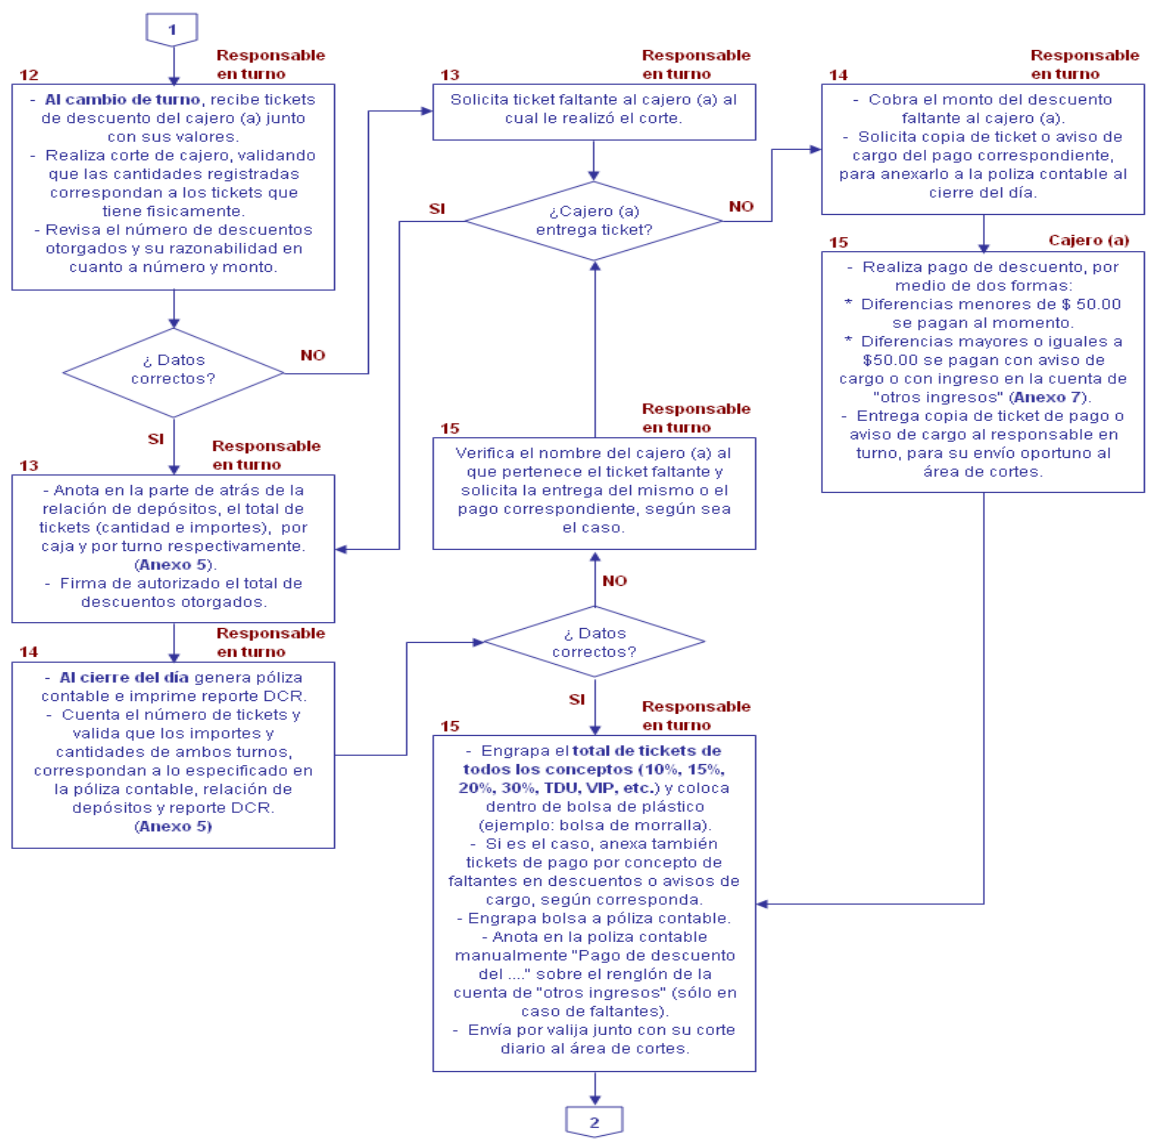 1
Responsable
en turno
12
- Al cambio de turno, recibe tickets
de descuento del cajero (a) junto
con sus valores.
- Realiza corte de cajero, validando
que las cantidades registradas
correspondan a los tickets que
tiene fisicamente.
- Revisa el número de descuentos
otorgados y su razonabilidad en
cuanto a número y monto.
¿ Datos
correctos?
NO
SI
Responsable
en turno
13
Solicita ticket faltante al cajero (a) al
cual le realizó el corte.
¿Cajero (a)
entrega ticket?
SI
NO
Responsable
en turno
14
- Cobra el monto del descuento
faltante al cajero (a).
- Solicita copia de ticket o aviso de
cargo del pago correspondiente,
para anexarlo a la poliza contable al
cierre del día.
15
Cajero (a)
- Realiza pago de descuento, por
medio de dos formas:
* Diferencias menores de $ 50.00
se pagan al momento.
* Diferencias mayores o iguales a
$50.00 se pagan con aviso de
cargo o con ingreso en la cuenta de
"otros ingresos" (Anexo 7).
- Entrega copia de ticket de pago o
aviso de cargo al responsable en
turno, para su envío oportuno al
área de cortes.
Responsable
en turno
13
- Anota en la parte de atrás de la
relación de depósitos, el total de
tickets (cantidad e importes), por
caja y por turno respectivamente.
(Anexo 5).
- Firma de autorizado el total de
descuentos otorgados.
Responsable
en turno
14
- Al cierre del día genera póliza
contable e imprime reporte DCR.
- Cuenta el número de tickets y
valida que los importes y
cantidades de ambos turnos,
correspondan a lo especificado en
la póliza contable, relación de
depósitos y reporte DCR.
(Anexo 5)
Responsable
en turno
15
Verifica el nombre del cajero (a) al
que pertenece el ticket faltante y
solicita la entrega del mismo o el
pago correspondiente, según sea
el caso.
NO
¿ Datos
correctos?
SI
Responsable
en turno
15
- Engrapa el total de tickets de
todos los conceptos (10%, 15%,
20%, 30%, TDU, VIP, etc.) y coloca
dentro de bolsa de plástico
(ejemplo: bolsa de morralla).
- Si es el caso, anexa también
tickets de pago por concepto de
faltantes en descuentos o avisos de
cargo, según corresponda.
- Engrapa bolsa a póliza contable.
- Anota en la poliza contable
manualmente "Pago de descuento
del ...." sobre el renglón de la
cuenta de "otros ingresos" (sólo en
caso de faltantes).
- Envía por valija junto con su corte
diario al área de cortes.
2